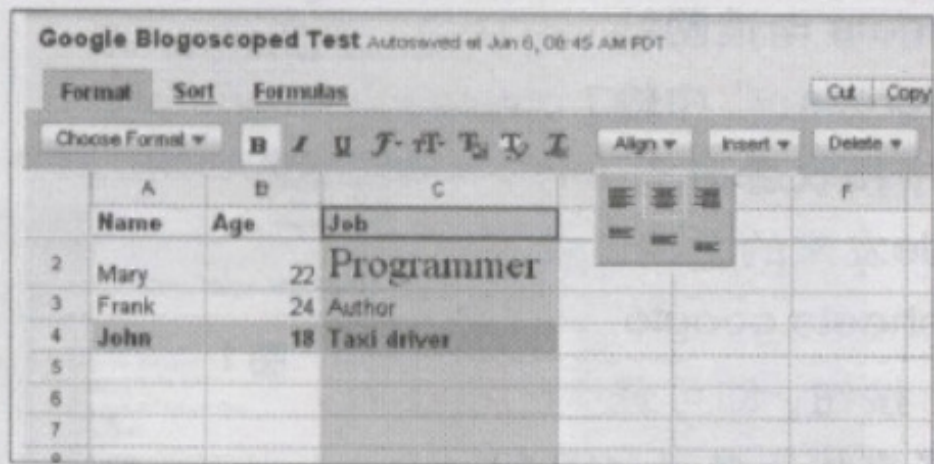 Google Blogoscoped Test Autosaved at Jun 6, 06:45 AM PDT
Format Sort Formulas Cut Copy
Choose Format B I U Align Insert Delete
A B C F
Name Age Job
2 Mary 22 Programmer
3 Frank 24 Author
4 John 18 Taxi driver
5
6
7